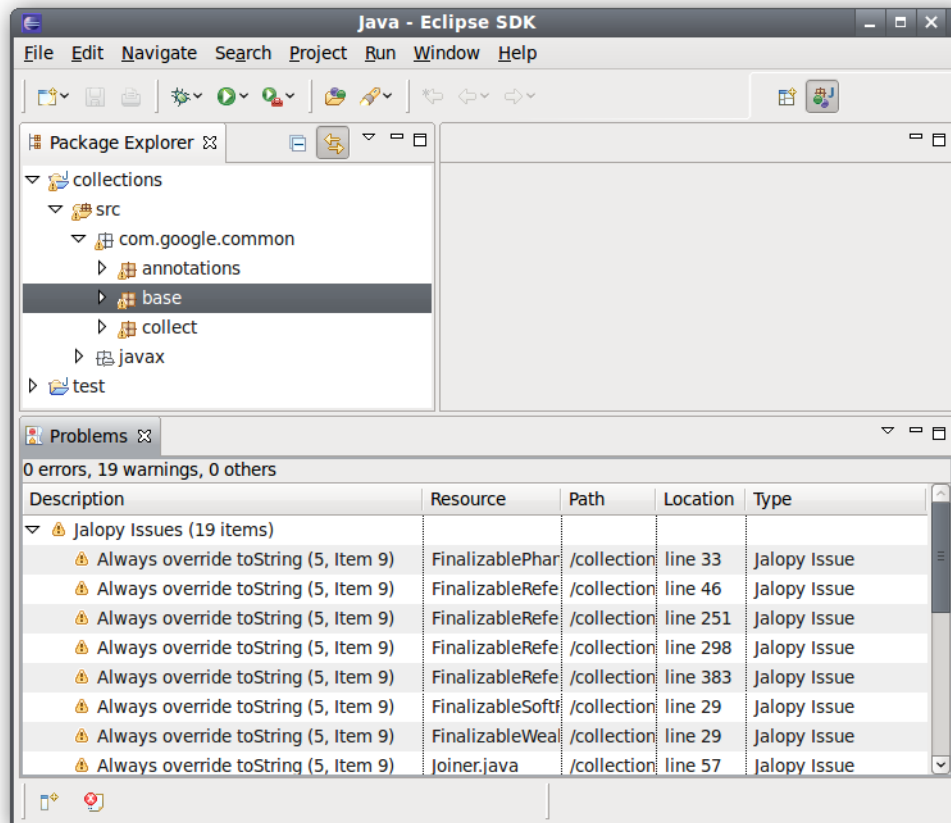 Java - Eclipse SDK
File Edit Navigate Search Project Run Window Help
Package Explorer
collections
src
com.google.common
annotations
base
collect
javax
test
Problems
0 errors, 19 warnings, 0 others
Description Resource Path Location Type
Jalopy Issues (19 items)
Always override toString (5, Item 9) FinalizablePhar /collection line 33 Jalopy Issue
Always override toString (5, Item 9) FinalizableRefe /collection line 46 Jalopy Issue
Always override toString (5, Item 9) FinalizableRefe /collection line 251 Jalopy Issue
Always override toString (5, Item 9) FinalizableRefe /collection line 298 Jalopy Issue
Always override toString (5, Item 9) FinalizableRefe /collection line 383 Jalopy Issue
Always override toString (5, Item 9) FinalizableSoftF /collection line 29 Jalopy Issue
Always override toString (5, Item 9) FinalizableWeal /collection line 29 Jalopy Issue
Always override toString (5, Item 9) Joiner.java /collection line 57 Jalopy Issue